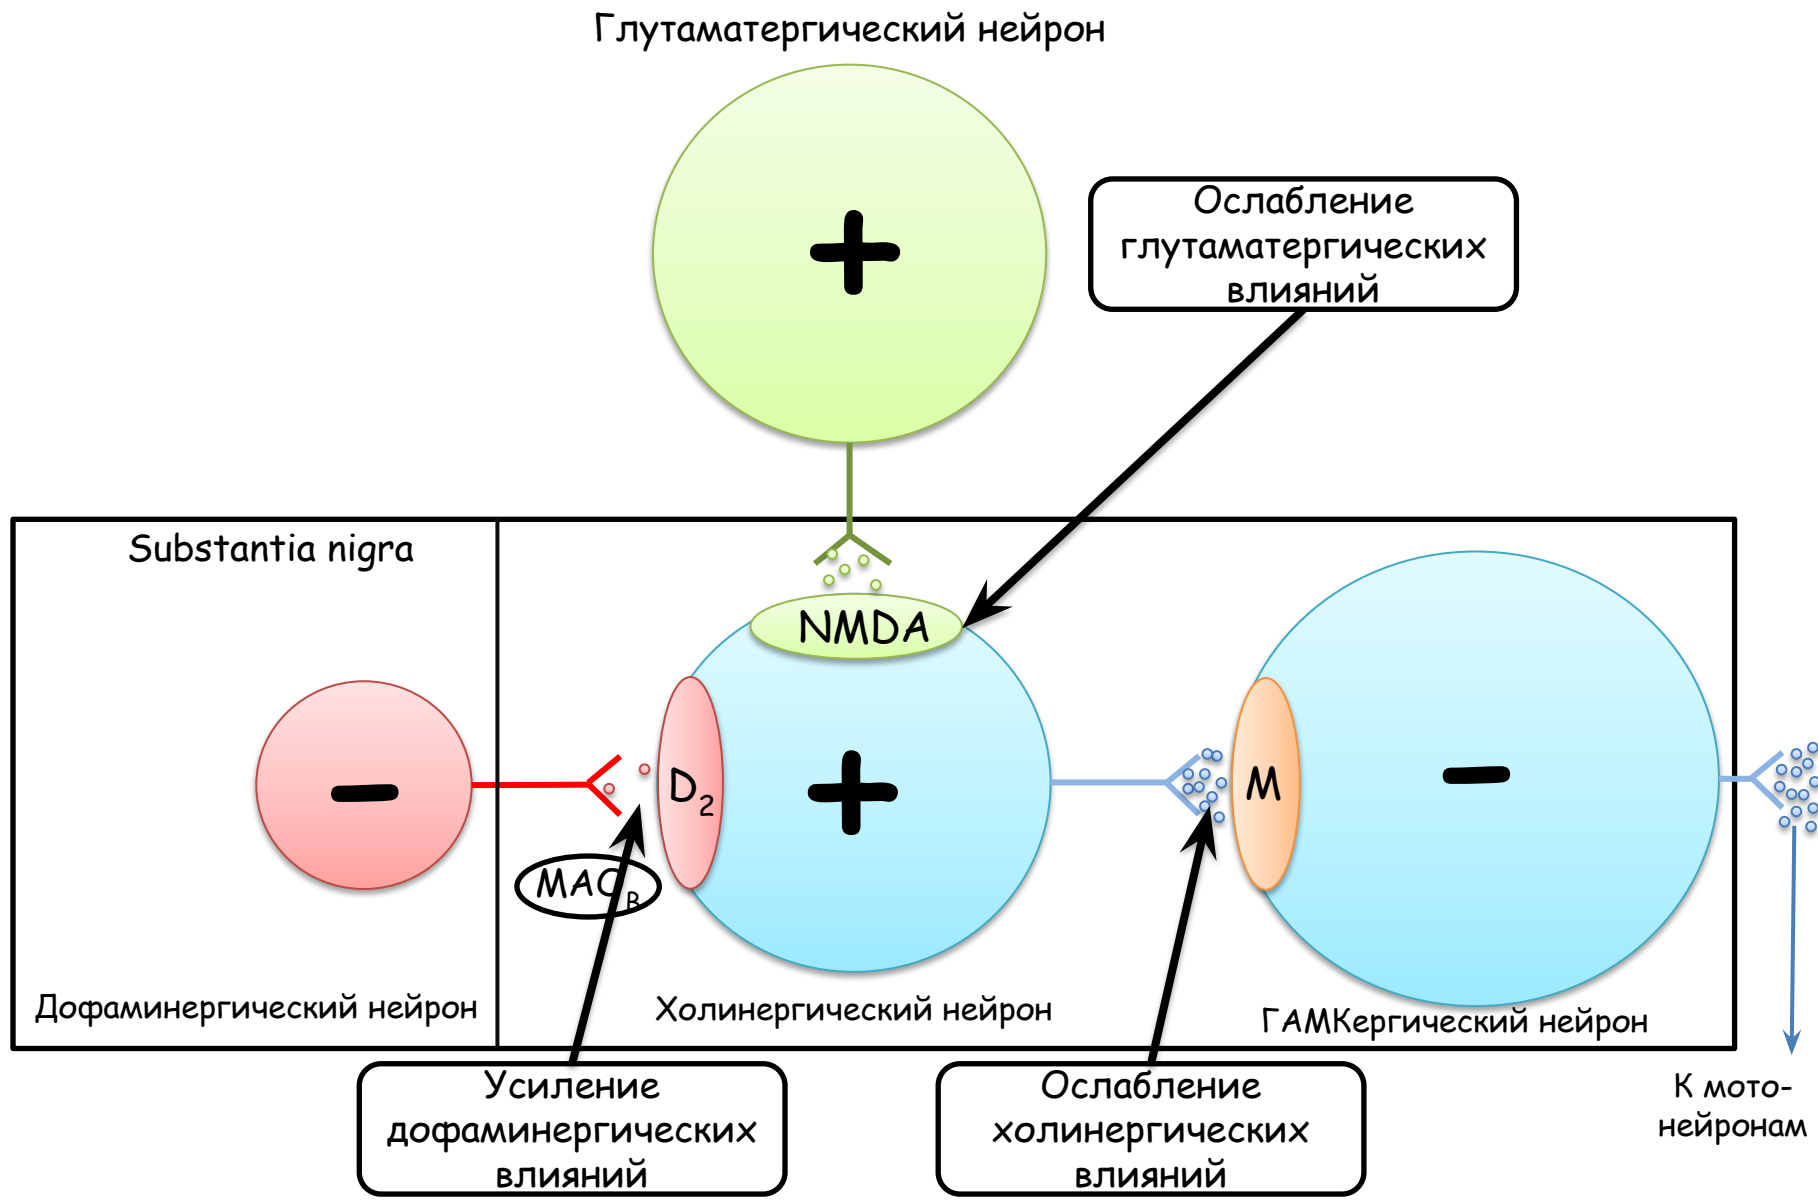 Глутаматергический нейрон
+
Ослабление
глутаматергических
влияний
Substantia nigra
NMDA
-
D2
+
M
-
MAOB
Дофаминергический нейрон
Холинергический нейрон
ГАМКергический нейрон
Усиление
дофаминергических
влияний
Ослабление
холинергических
влияний
К мото-
нейронам